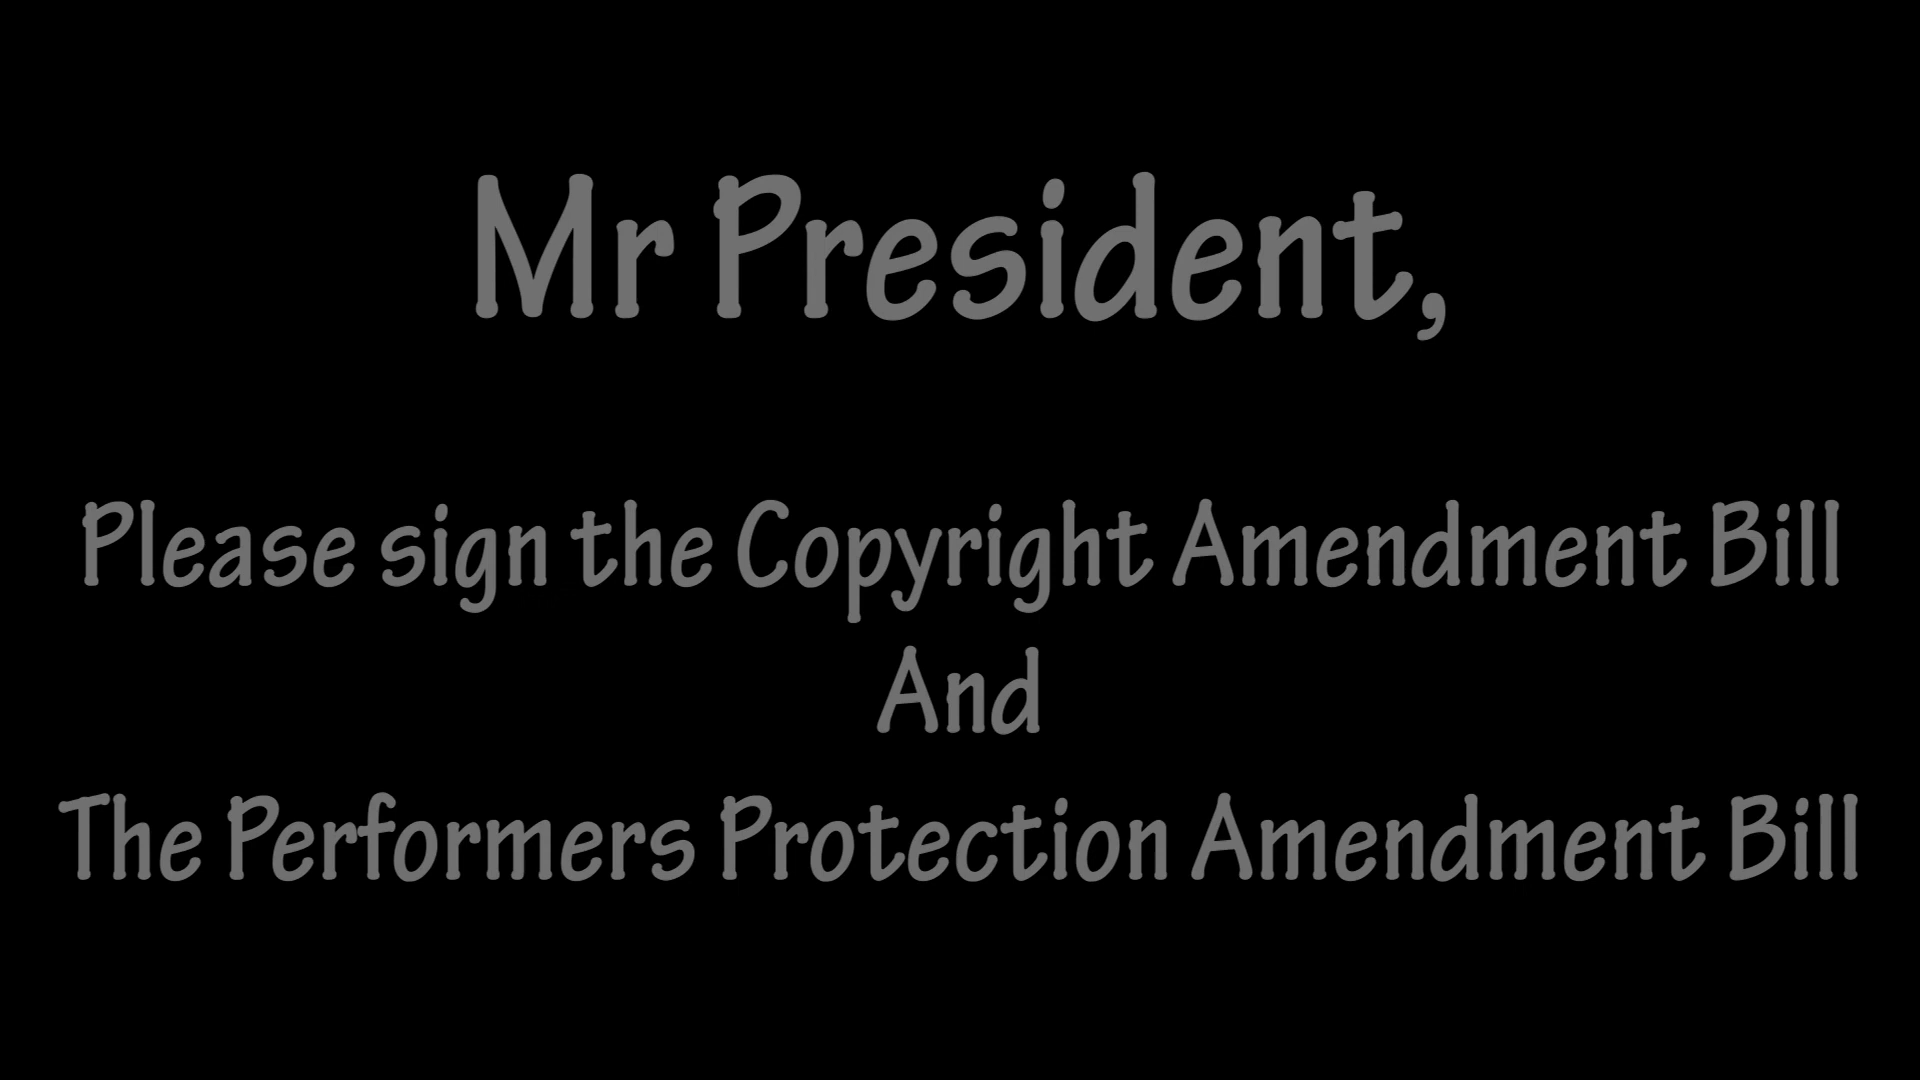 Mr President,
Please sign the Copyright Amendment Bill
And
The Performers Protection Amendment Bill